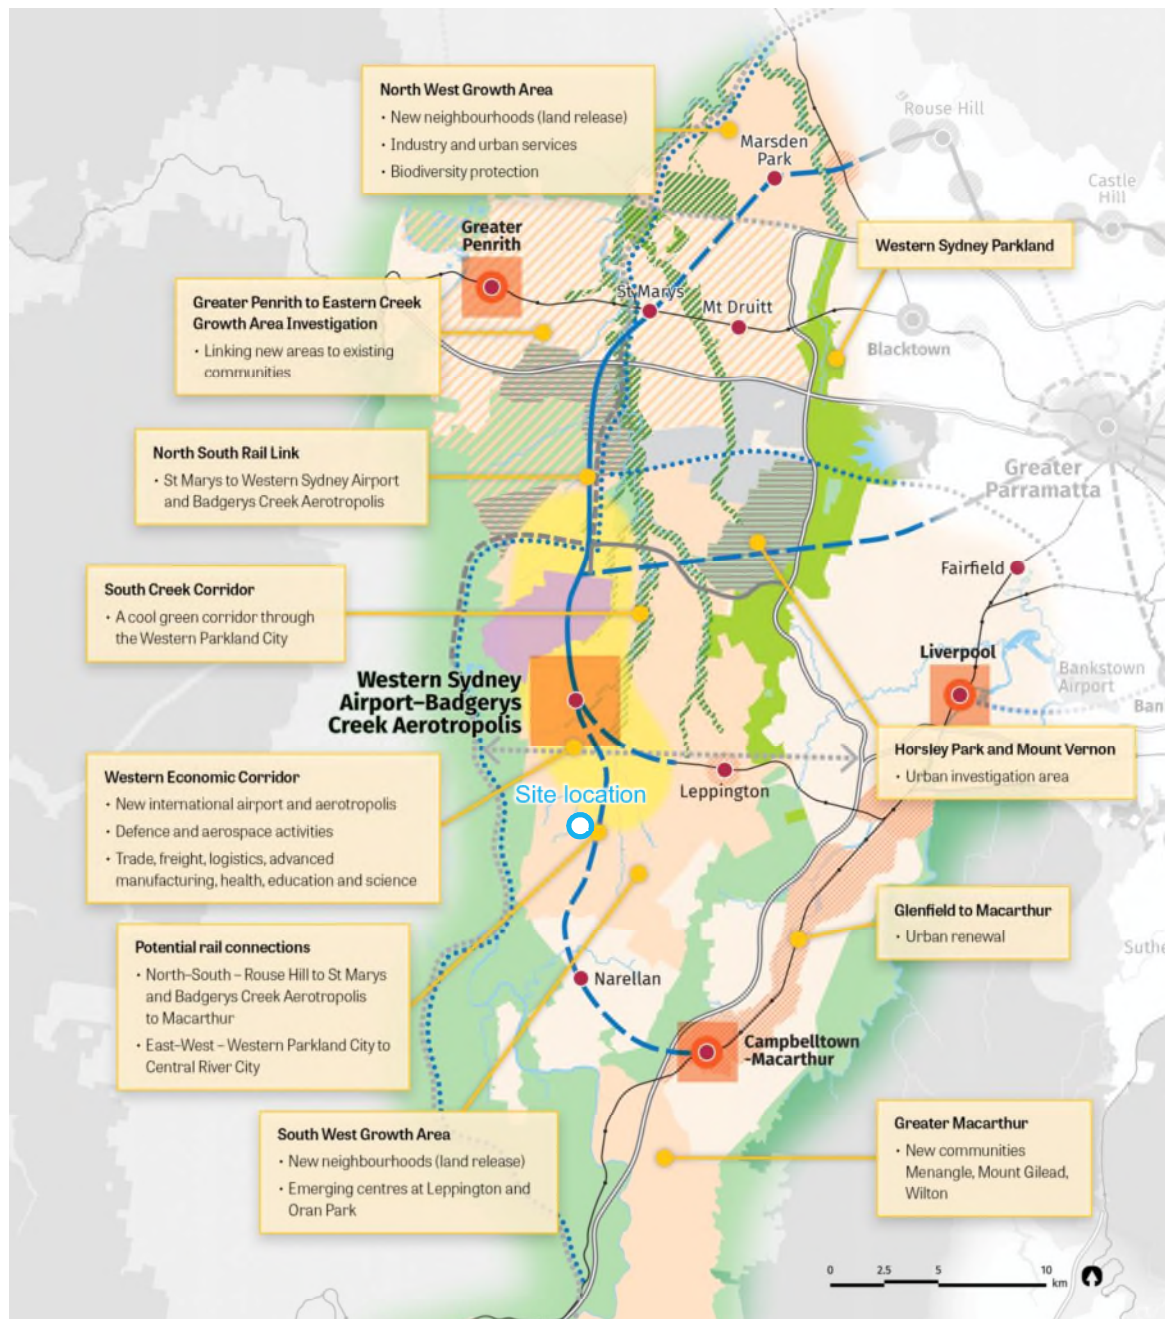 North West Growth Area
• New neighbourhoods (land release)
• Industry and urban services
• Biodiversity protection
Rouse Hill
Marsden
Park
Castle
Hill
Greater
Penrith
Western Sydney Parkland
Greater Penrith to Eastern Creek
Growth Area Investigation
• Linking new areas to existing
communities
St Marys
Mt Druitt
Blacktown
North South Rail Link
• St Marys to Western Sydney Airport
and Badgerys Creek Aerotropolis
Greater
Parramatta
South Creek Corridor
• A cool green corridor through
the Western Parkland City
Fairfield
Liverpool
Bankstown
Airport
Ban
Western Sydney
Airport–Badgerys
Creek Aerotropolis
Horsley Park and Mount Vernon
• Urban investigation area
Western Economic Corridor
• New international airport and aerotropolis
• Defence and aerospace activities
• Trade, freight, logistics, advanced
manufacturing, health, education and science
Leppington
Site location
Glenfield to Macarthur
• Urban renewal
Suthe
Potential rail connections
• North–South – Rouse Hill to St Marys
and Badgerys Creek Aerotropolis
to Macarthur
• East–West – Western Parkland City to
Central River City
Narellan
Campbelltown
-Macarthur
South West Growth Area
• New neighbourhoods (land release)
• Emerging centres at Leppington and
Oran Park
Greater Macarthur
• New communities
Menangle, Mount Gilead,
Wilton
0 2.5 5 10
km